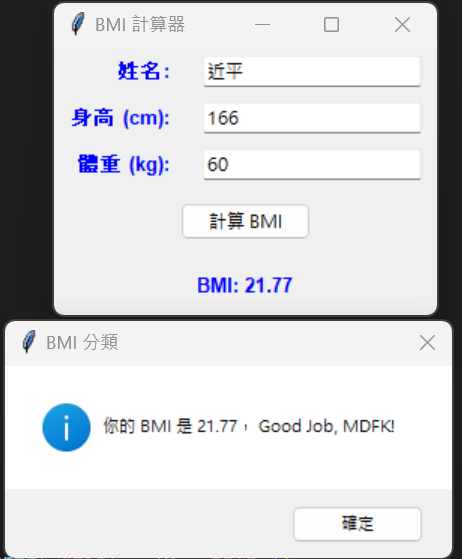 BMI 計算器
姓名: 近平
身高 (cm): 166
體重 (kg): 60
計算 BMI
BMI: 21.77
BMI 分類
你的 BMI 是 21.77， Good Job, MDFK!
確定